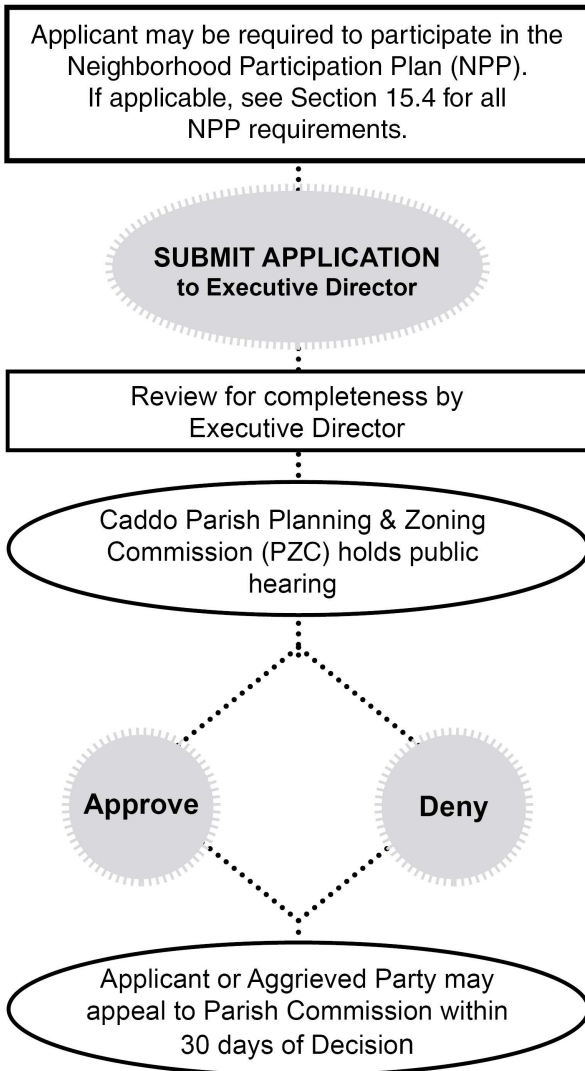 Applicant may be required to participate in the
Neighborhood Participation Plan (NPP).
If applicable, see Section 15.4 for all
NPP requirements.
SUBMIT APPLICATION
to Executive Director
Review for completeness by
Executive Director
Caddo Parish Planning & Zoning
Commission (PZC) holds public
hearing
Approve
Deny
Applicant or Aggrieved Party may
appeal to Parish Commission within
30 days of Decision